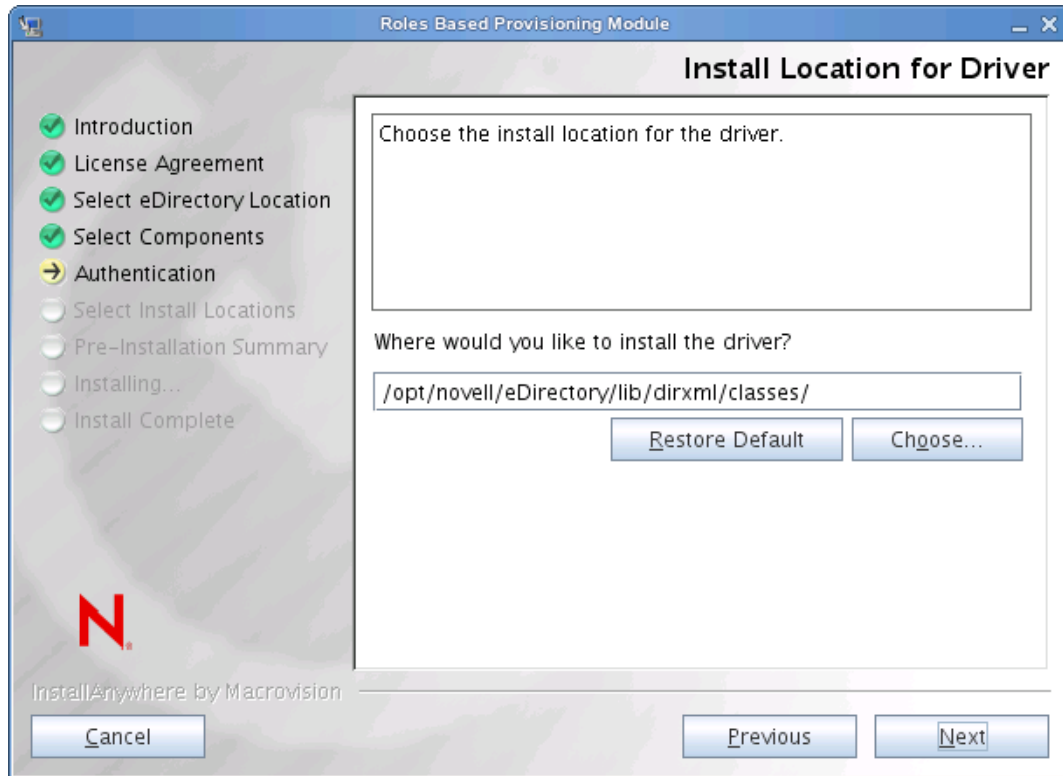 Roles Based Provisioning Module
Install Location for Driver
Introduction
License Agreement
Select eDirectory Location
Select Components
Authentication
Select Install Locations
Pre-Installation Summary
Installing...
Install Complete
Choose the install location for the driver.
Where would you like to install the driver?
/opt/novell/eDirectory/lib/dirxml/classes/
Restore Default
Choose...
N
InstallAnywhere by Macrovision
Cancel
Previous
Next